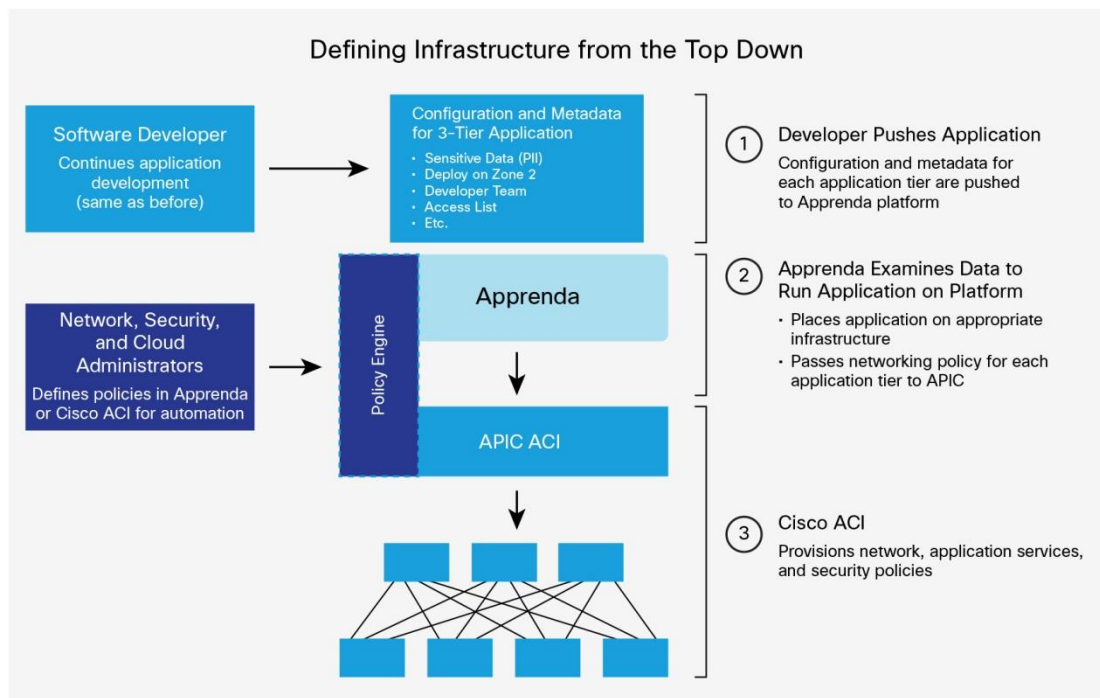 Defining Infrastructure from the Top Down
Software Developer
Continues application
development
(same as before)
Configuration and Metadata
for 3-Tier Application
• Sensitive Data (PII)
• Deploy on Zone 2
• Developer Team
• Access List
• Etc.
1
Developer Pushes Application
Configuration and metadata for
each application tier are pushed
to Apprenda platform
Network, Security,
and Cloud
Administrators
Defines policies in Apprenda
or Cisco ACI for automation
Policy Engine
Apprenda
APIC ACI
2
Apprenda Examines Data to
Run Application on Platform
• Places application on appropriate
infrastructure
• Passes networking policy for each
application tier to APIC
3
Cisco ACI
Provisions network, application services,
and security policies